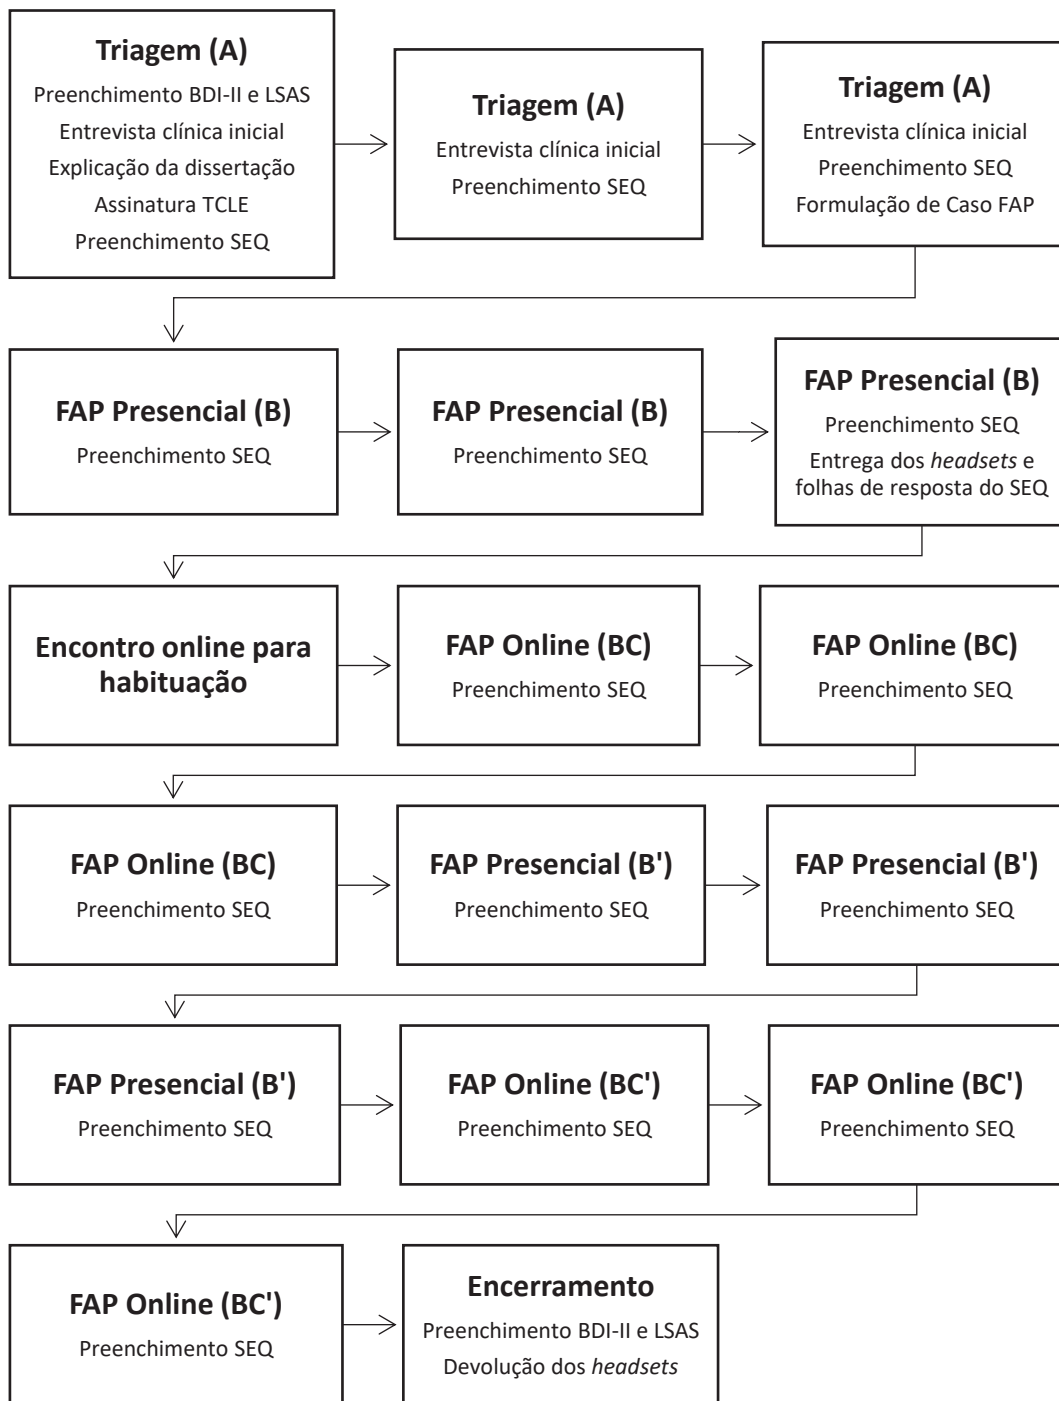 Triagem (A)
Preenchimento BDI-II e LSAS
Entrevista clínica inicial
Explicação da dissertação
Assinatura TCLE
Preenchimento SEQ
Triagem (A)
Entrevista clínica inicial
Preenchimento SEQ
Triagem (A)
Entrevista clínica inicial
Preenchimento SEQ
Formulação de Caso FAP
FAP Presencial (B)
Preenchimento SEQ
FAP Presencial (B)
Preenchimento SEQ
FAP Presencial (B)
Preenchimento SEQ
Entrega dos headsets e
folhas de resposta do SEQ
Encontro online para
habituação
FAP Online (BC)
Preenchimento SEQ
FAP Online (BC)
Preenchimento SEQ
FAP Online (BC)
Preenchimento SEQ
FAP Presencial (B')
Preenchimento SEQ
FAP Presencial (B')
Preenchimento SEQ
FAP Presencial (B')
Preenchimento SEQ
FAP Online (BC')
Preenchimento SEQ
FAP Online (BC')
Preenchimento SEQ
FAP Online (BC')
Preenchimento SEQ
Encerramento
Preenchimento BDI-II e LSAS
Devolução dos headsets